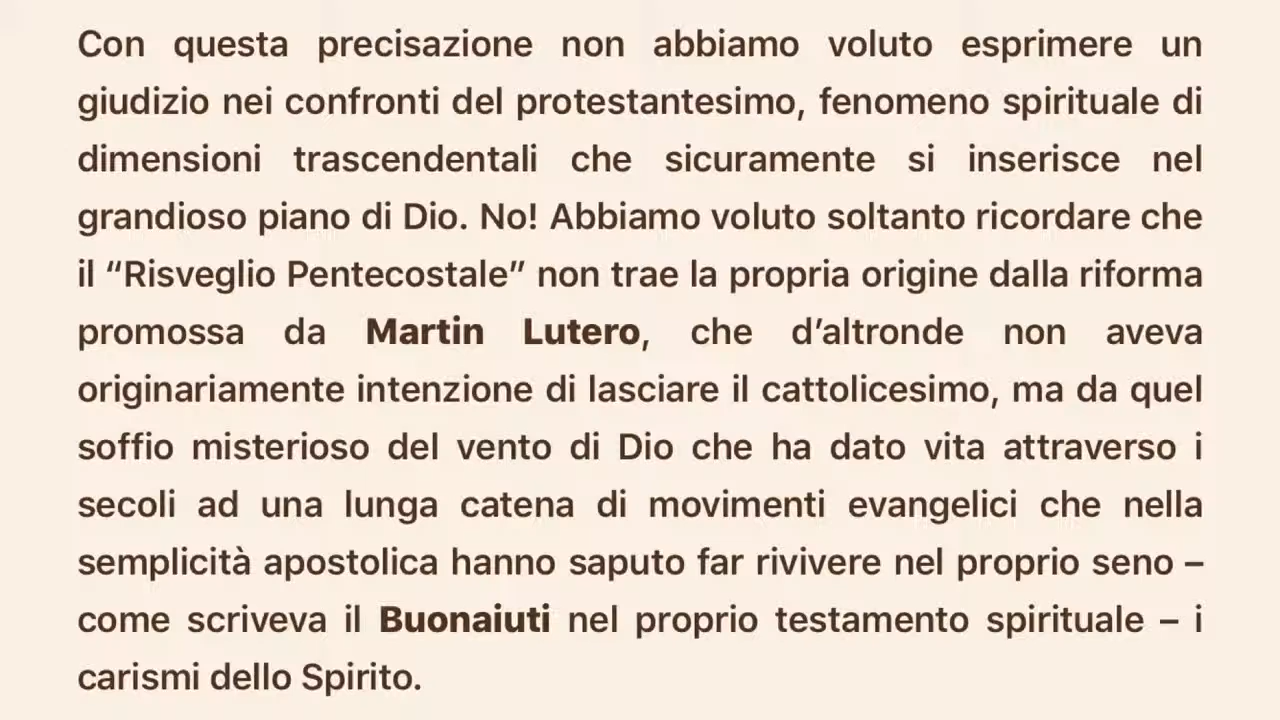 Con questa precisazione non abbiamo voluto esprimere un
giudizio nei confronti del protestantesimo, fenomeno spirituale di
dimensioni trascendentali che sicuramente si inserisce nel
grandioso piano di Dio. No! Abbiamo voluto soltanto ricordare che
il “Risveglio Pentecostale” non trae la propria origine dalla riforma
promossa da Martin Lutero, che d’altronde non aveva
originariamente intenzione di lasciare il cattolicesimo, ma da quel
soffio misterioso del vento di Dio che ha dato vita attraverso i
secoli ad una lunga catena di movimenti evangelici che nella
semplicità apostolica hanno saputo far rivivere nel proprio seno –
come scriveva il Buonaiuti nel proprio testamento spirituale – i
carismi dello Spirito.